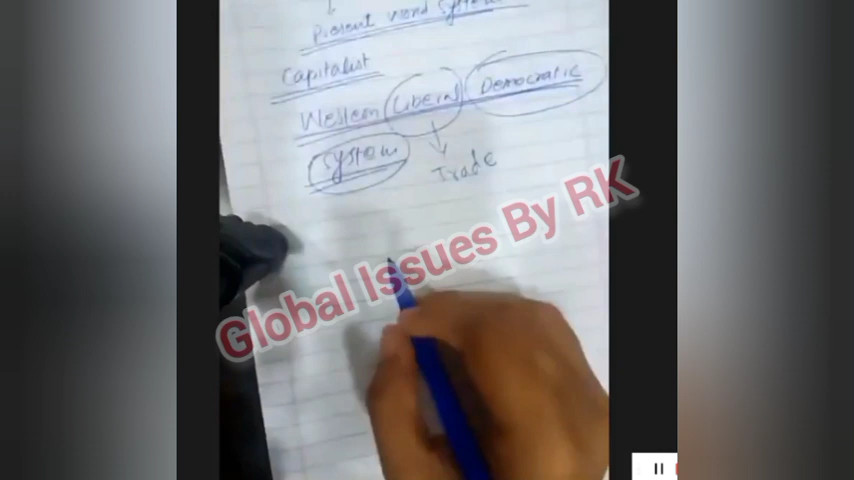 Present World System
Capitalist
Western Liberal Democratic
System
Trade
Global Issues By RK